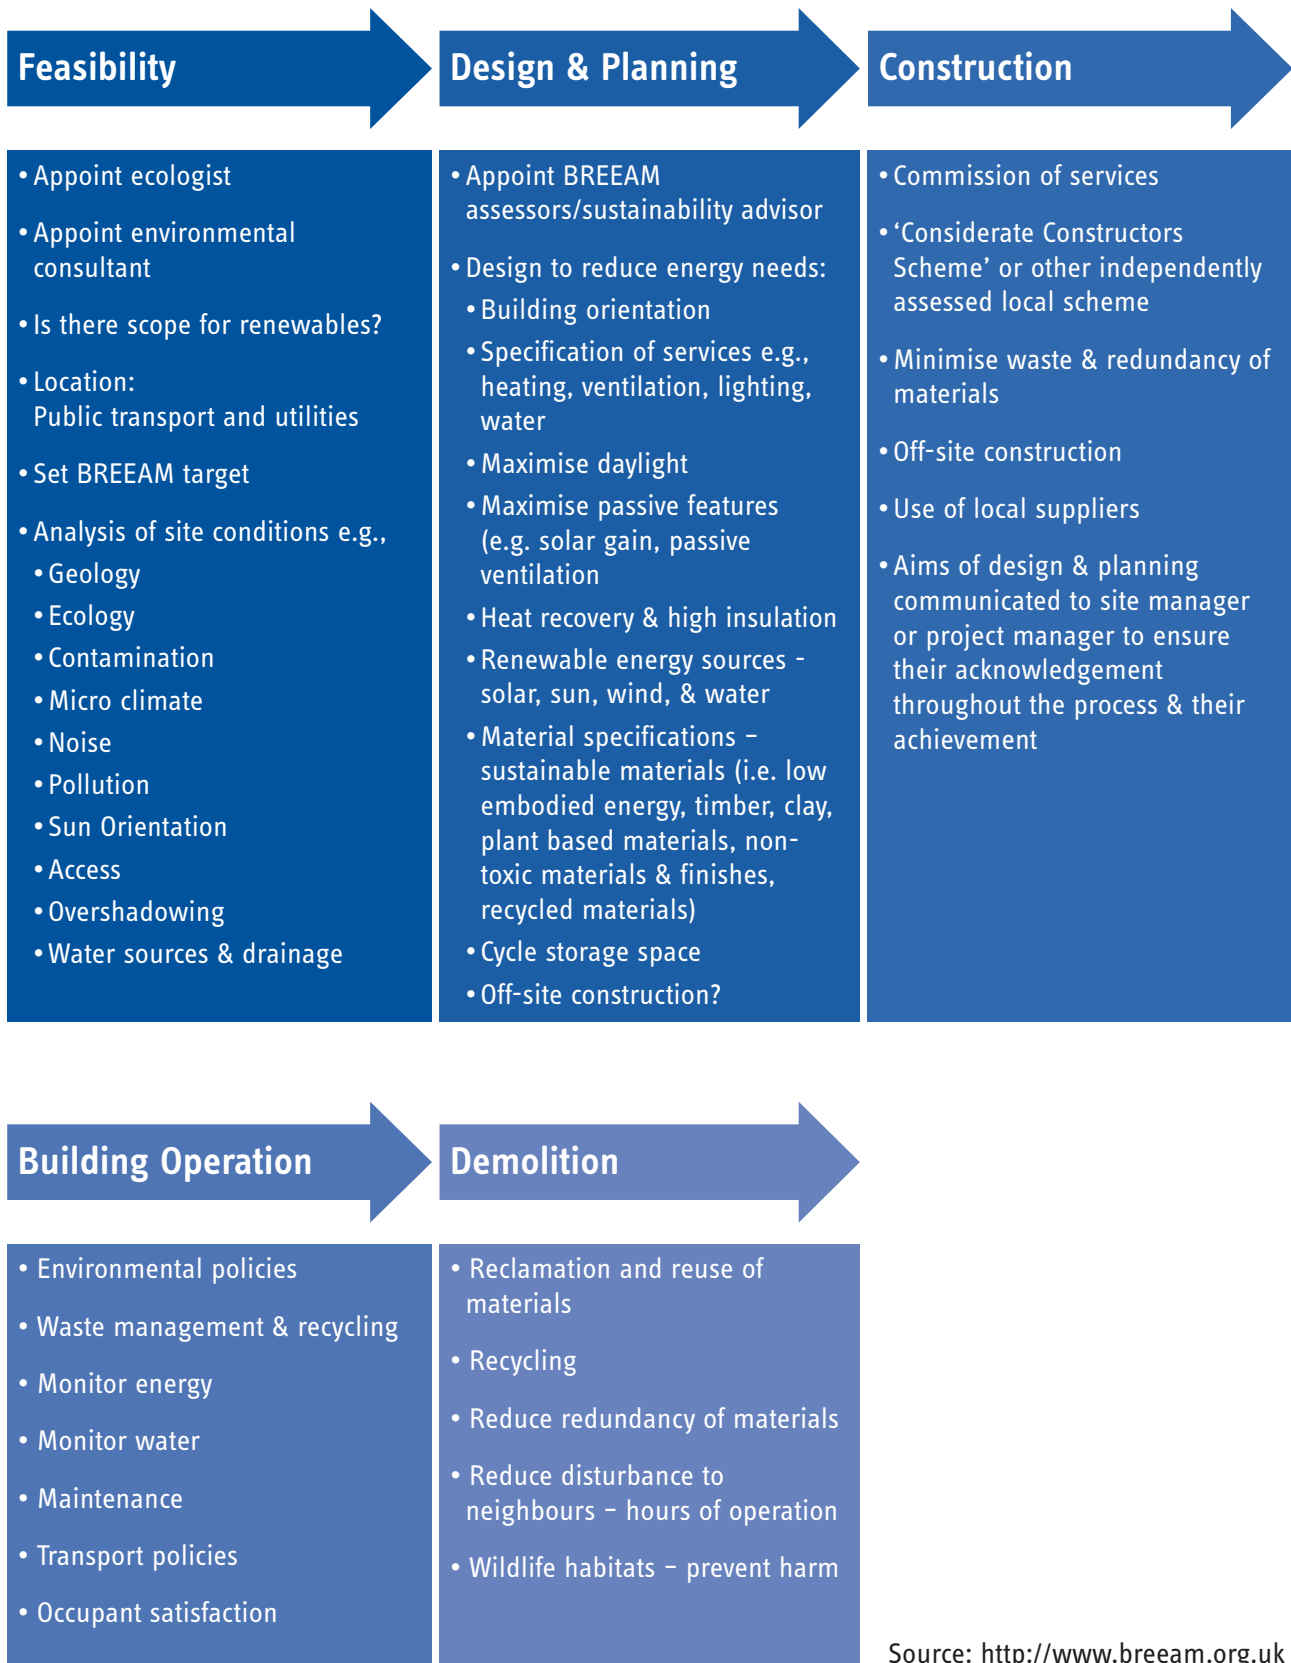 Feasibility
• Appoint ecologist
• Appoint environmental
consultant
• Is there scope for renewables?
• Location:
Public transport and utilities
• Set BREEAM target
• Analysis of site conditions e.g.,
• Geology
• Ecology
• Contamination
• Micro climate
• Noise
• Pollution
• Sun Orientation
• Access
• Overshadowing
• Water sources & drainage
Design & Planning
• Appoint BREEAM
assessors/sustainability advisor
• Design to reduce energy needs:
• Building orientation
• Specification of services e.g.,
heating, ventilation, lighting,
water
• Maximise daylight
• Maximise passive features
(e.g. solar gain, passive
ventilation
• Heat recovery & high insulation
• Renewable energy sources -
solar, sun, wind, & water
• Material specifications –
sustainable materials (i.e. low
embodied energy, timber, clay,
plant based materials, non-
toxic materials & finishes,
recycled materials)
• Cycle storage space
• Off-site construction?
Construction
• Commission of services
• ‘Considerate Constructors
Scheme’ or other independently
assessed local scheme
• Minimise waste & redundancy of
materials
• Off-site construction
• Use of local suppliers
• Aims of design & planning
communicated to site manager
or project manager to ensure
their acknowledgement
throughout the process & their
achievement
Building Operation
• Environmental policies
• Waste management & recycling
• Monitor energy
• Monitor water
• Maintenance
• Transport policies
• Occupant satisfaction
Demolition
• Reclamation and reuse of
materials
• Recycling
• Reduce redundancy of materials
• Reduce disturbance to
neighbours – hours of operation
• Wildlife habitats – prevent harm
Source: http://www.breeam.org.uk